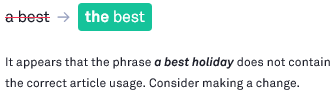 a best → the best
It appears that the phrase a best holiday does not contain
the correct article usage. Consider making a change.